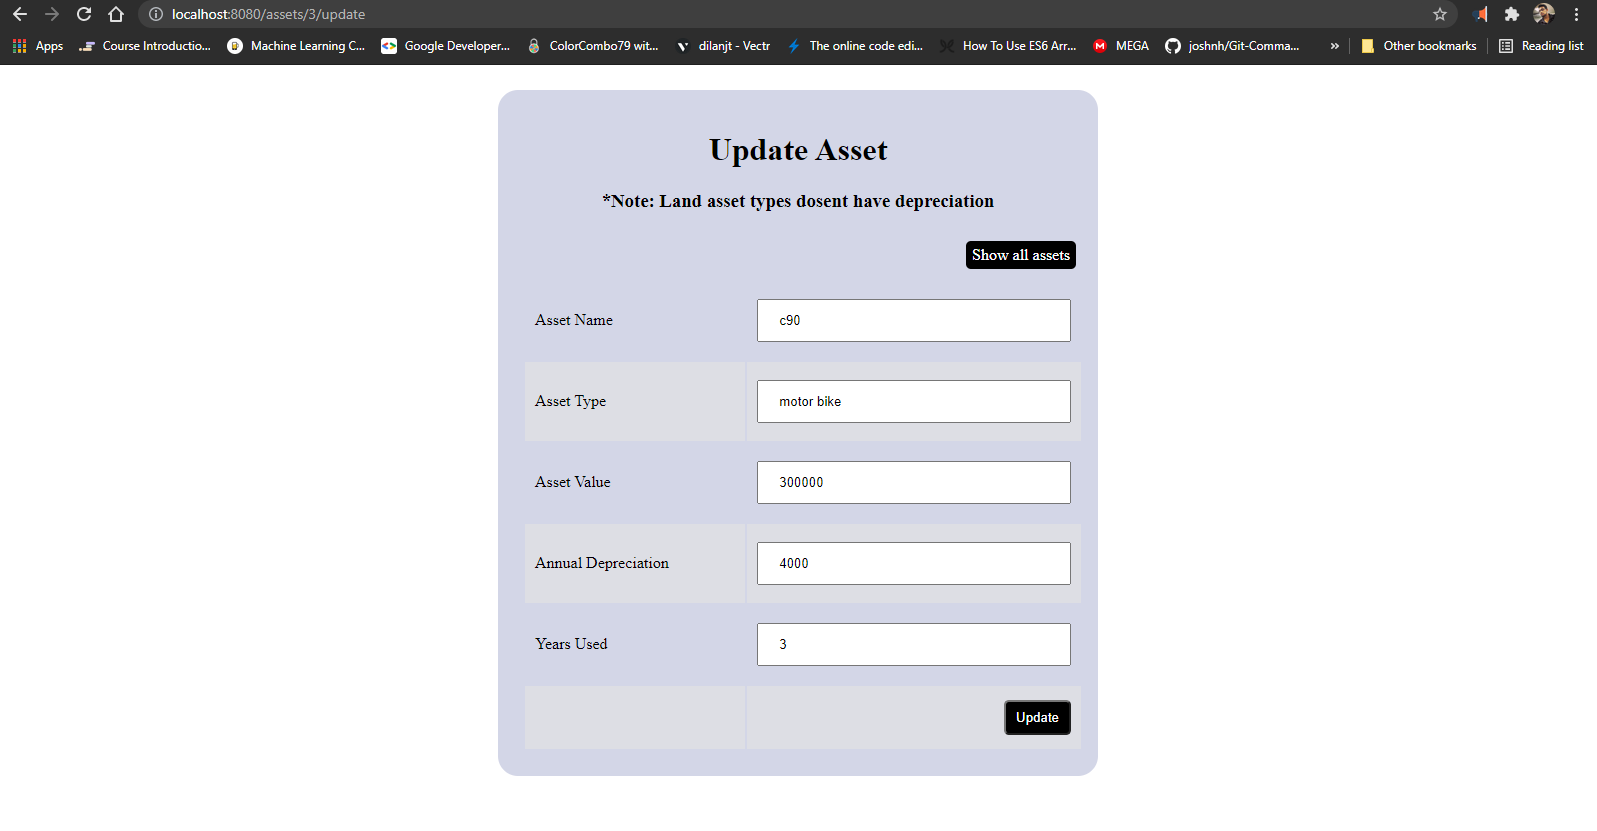 localhost:8080/assets/3/update
Apps Course Introductio... Machine Learning C... Google Developer... ColorCombo79 wit... dilanjt - Vectr The online code edi... How To Use ES6 Arr... MEGA joshnh/Git-Comma... » Other bookmarks Reading list
Update Asset
*Note: Land asset types dosent have depreciation
Show all assets
Asset Name c90
Asset Type motor bike
Asset Value 300000
Annual Depreciation 4000
Years Used 3
Update